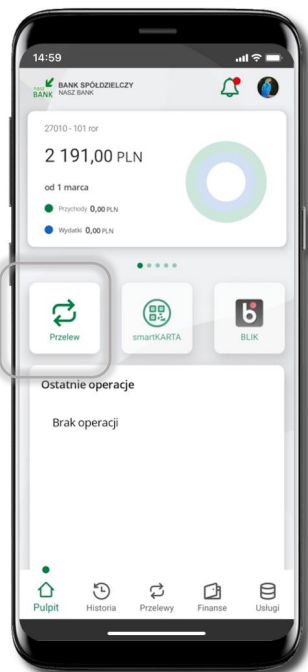 14:59
NASZ BANK
BANK SPÓŁDZIELCZY
NASZ BANK
27010 - 101 ror
2 191,00 PLN
od 1 marca
Przychody 0,00 PLN
Wydatki 0,00 PLN
Przelew
smartKARTA
BLIK
Ostatnie operacje
Brak operacji
Pulpit
Historia
Przelewy
Finanse
Usługi